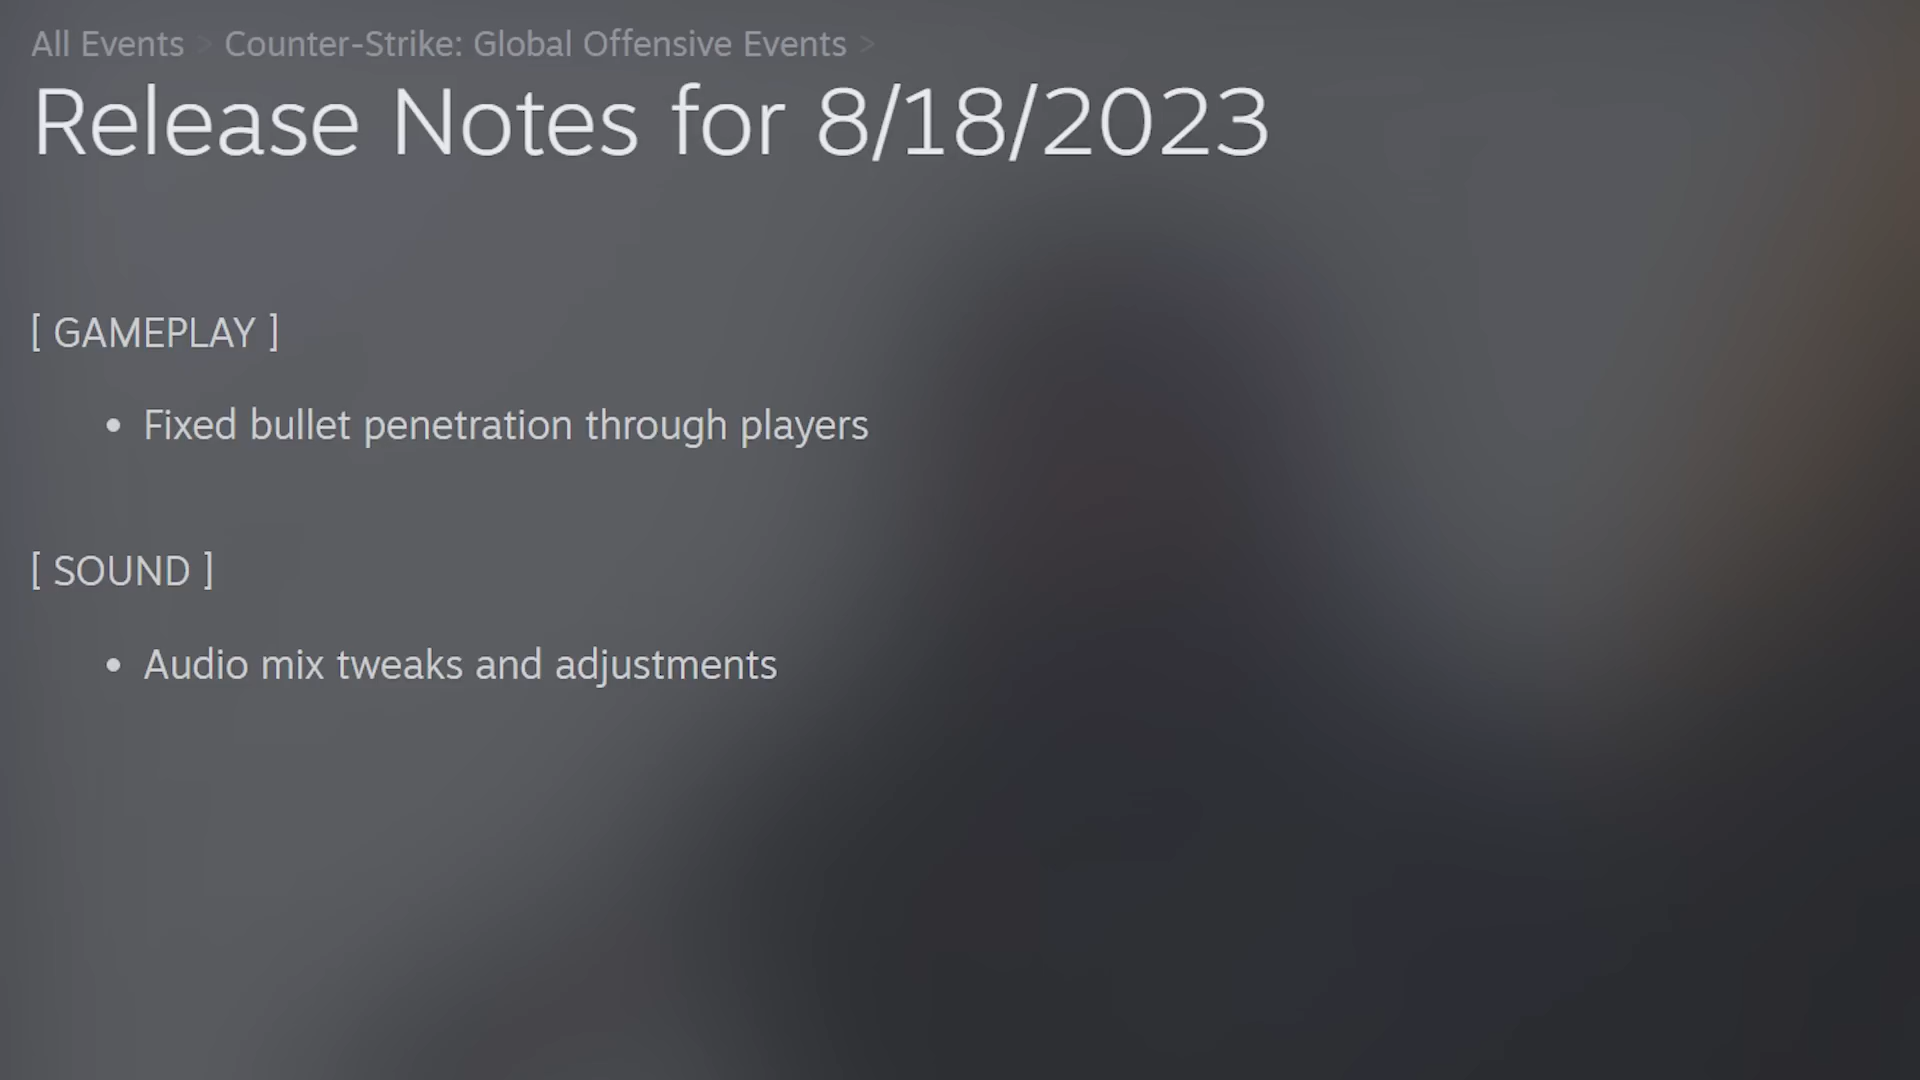 All Events > Counter-Strike: Global Offensive Events >
Release Notes for 8/18/2023
[ GAMEPLAY ]
• Fixed bullet penetration through players
[ SOUND ]
• Audio mix tweaks and adjustments